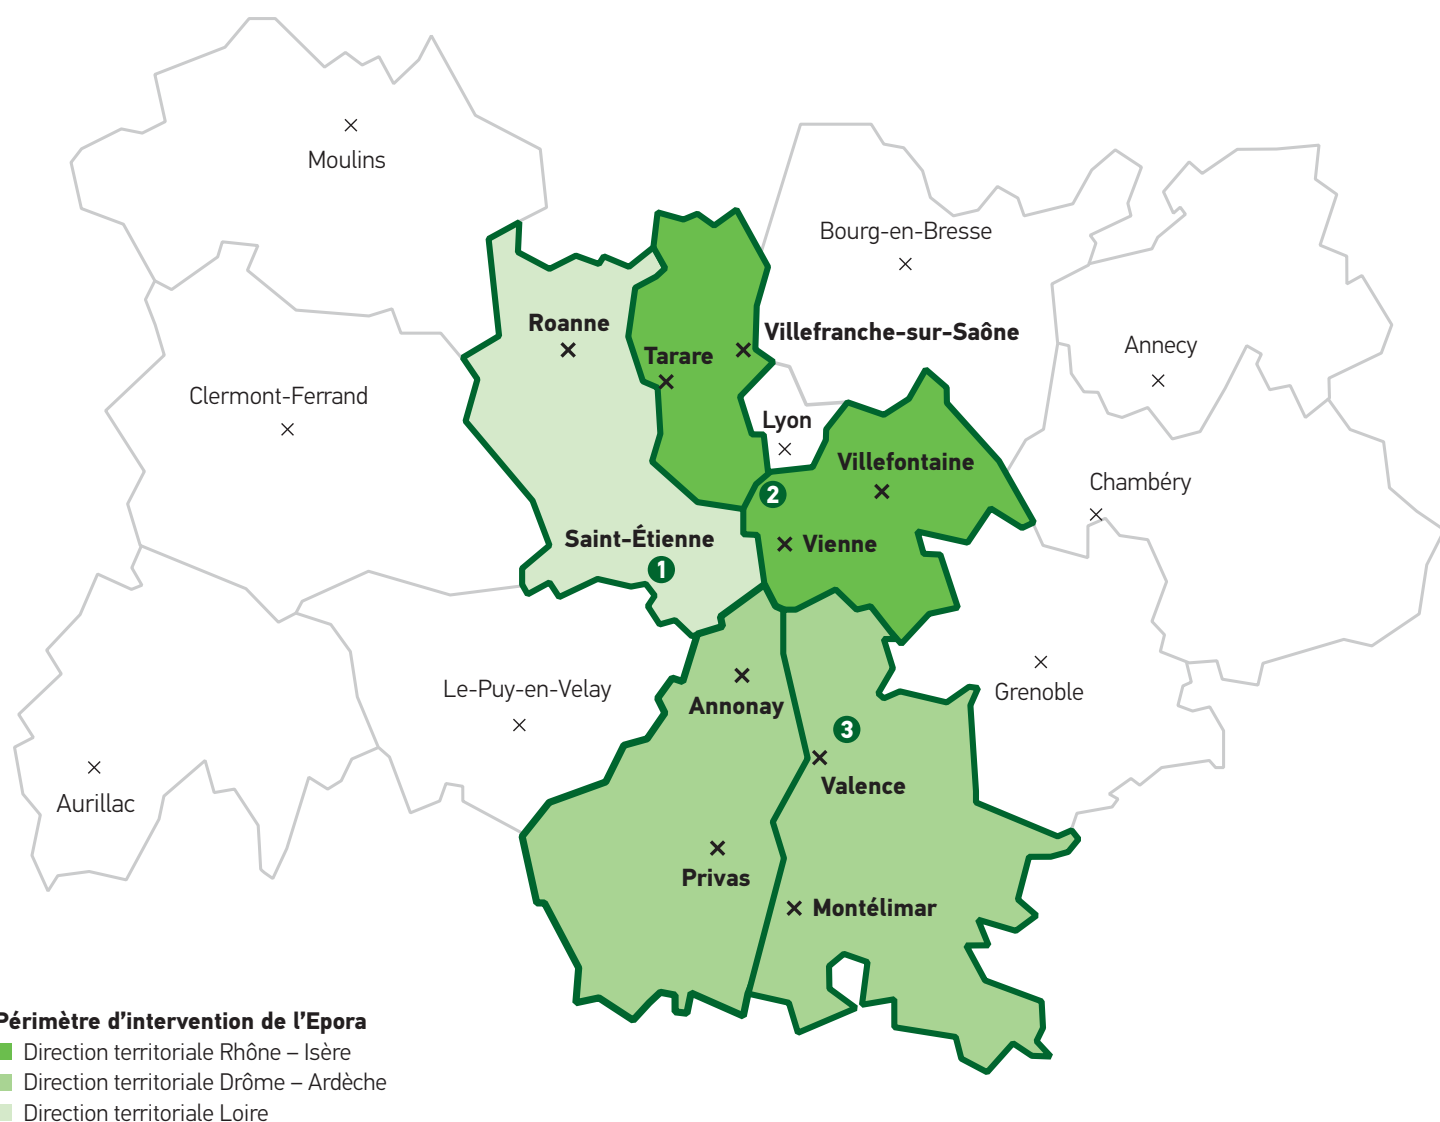 Moulins
Bourg-en-Bresse
Roanne
Villefranche-sur-Saône
Tarare
Annecy
Clermont-Ferrand
Lyon
Villefontaine
Chambéry
2
Saint-Étienne
Vienne
1
Le-Puy-en-Velay
Grenoble
Annonay
3
Valence
Aurillac
Privas
Montélimar
Périmètre d’intervention de l’Epora
Direction territoriale Rhône – Isère
Direction territoriale Drôme – Ardèche
Direction territoriale Loire